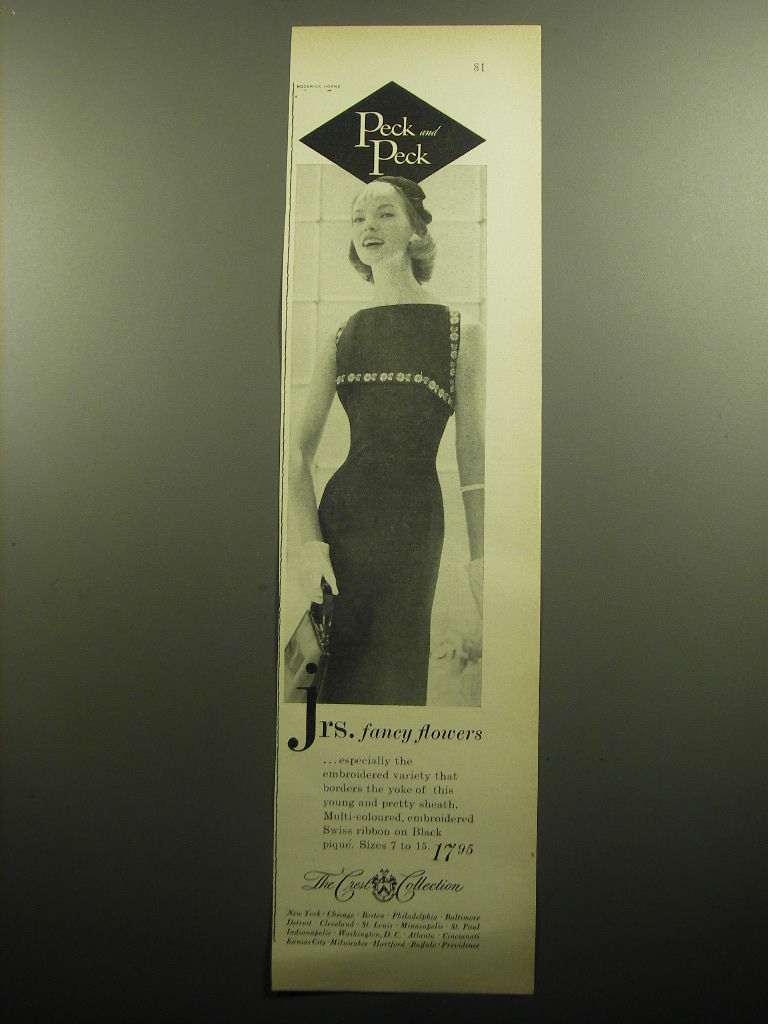 81
RODERICK
Peck and
Peck
jrs. fancy flowers
...especially the
embroidered variety that
borders the yoke of this
young and pretty sheath.
Multi-coloured, embroidered
Swiss ribbon on Black
piqué. Sizes 7 to 15. 17 95
The Crest Collection
New York · Chicago · Boston · Philadelphia · Baltimore
Detroit · Cleveland · St. Louis · Minneapolis · St. Paul
Indianapolis · Washington, D. C. · Atlanta · Cincinnati
Kansas City · Milwaukee · Hartford · Buffalo · Providence